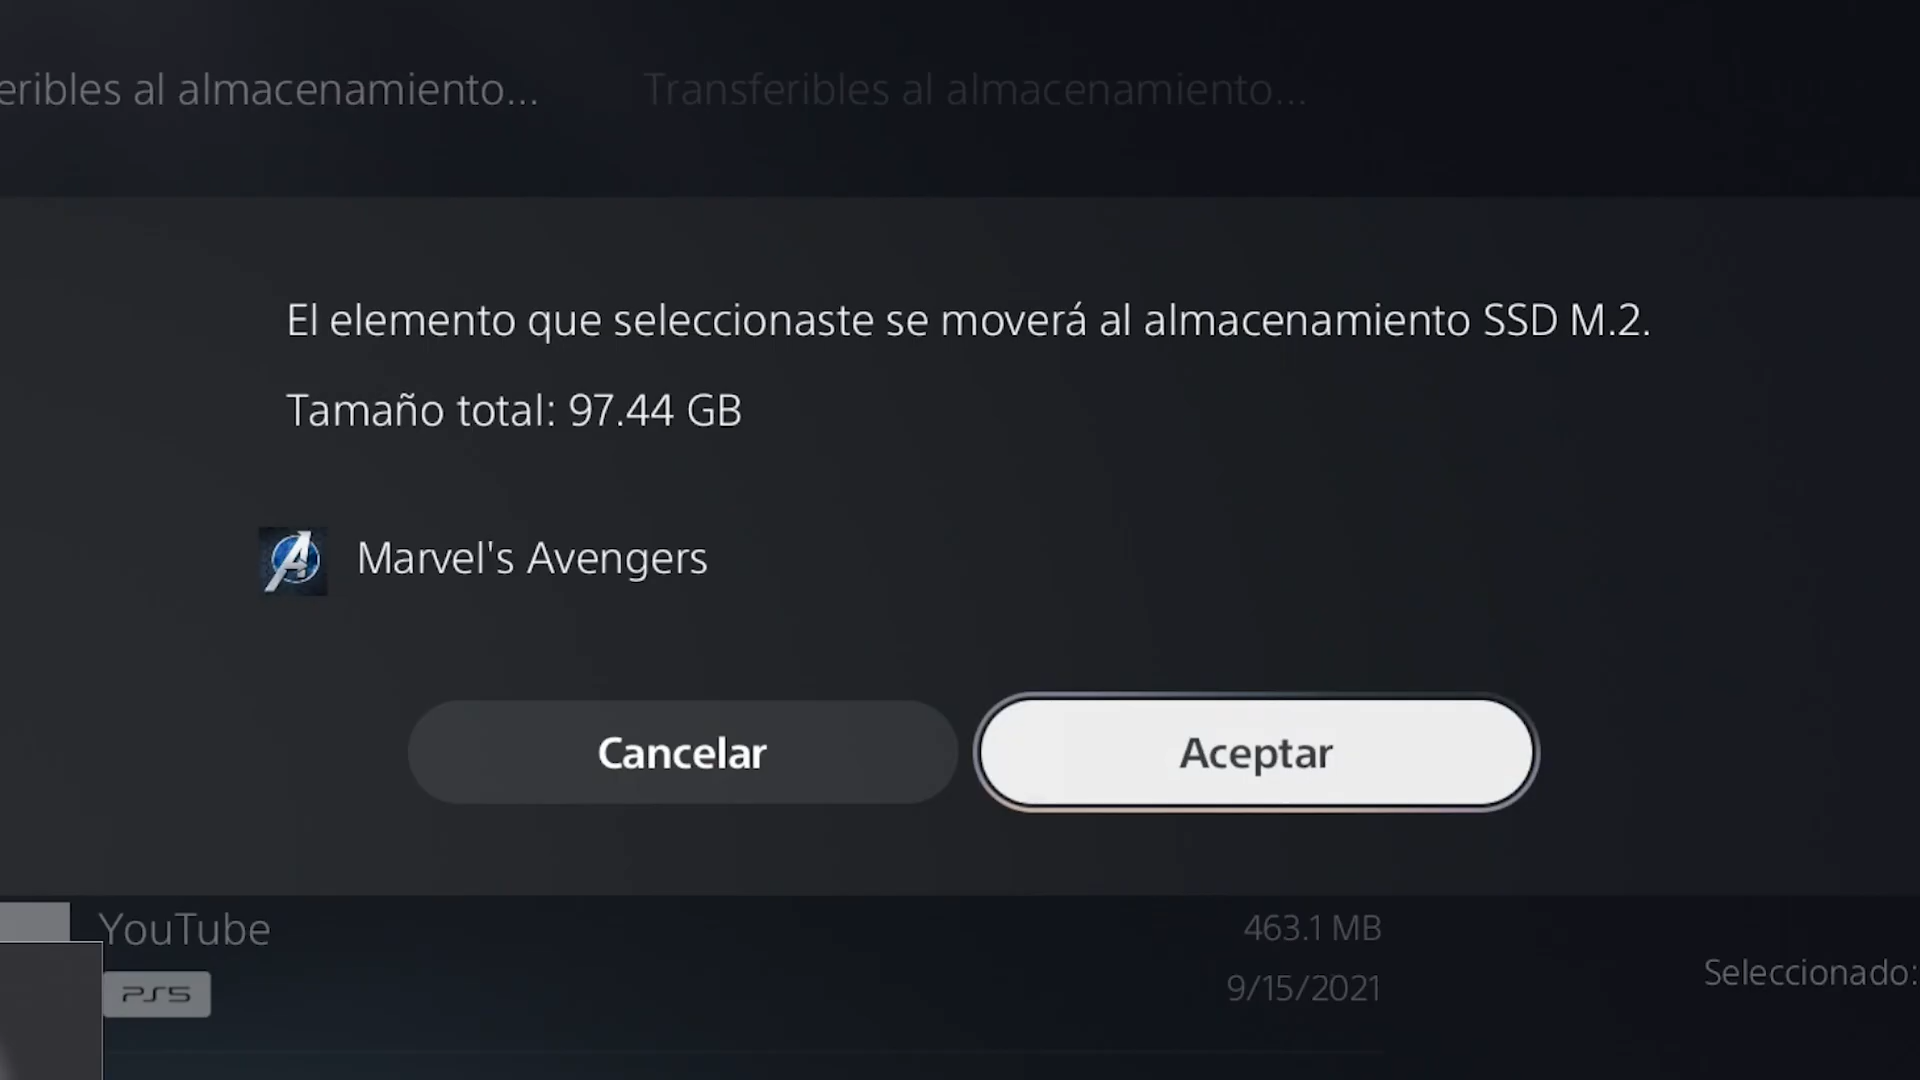 eribles al almacenamiento...
Transferibles al almacenamiento...
El elemento que seleccionaste se moverá al almacenamiento SSD M.2.
Tamaño total: 97.44 GB
Marvel's Avengers
Cancelar
Aceptar
YouTube
463.1 MB
PS5
9/15/2021
Seleccionado: